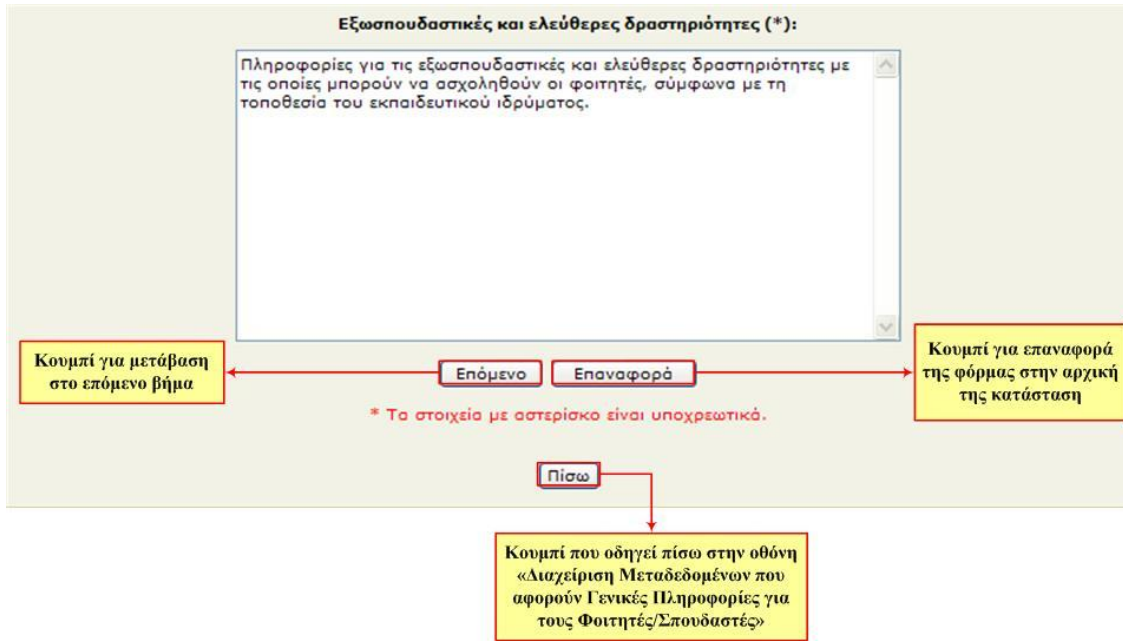 Εξωσπουδαστικές και ελεύθερες δραστηριότητες (*):
Πληροφορίες για τις εξωσπουδαστικές και ελεύθερες δραστηριότητες με
τις οποίες μπορούν να ασχοληθούν οι φοιτητές, σύμφωνα με τη
τοποθεσία του εκπαιδευτικού ιδρύματος.
Κουμπί για μετάβαση
στο επόμενο βήμα
Επόμενο
Επαναφορά
Κουμπί για επαναφορά
της φόρμας στην αρχική
της κατάσταση
* Τα στοιχεία με αστερίσκο είναι υποχρεωτικά.
Πίσω
Κουμπί που οδηγεί πίσω στην οθόνη
«Διαχείριση Μεταδεδομένων που
αφορούν Γενικές Πληροφορίες για
τους Φοιτητές/Σπουδαστές»